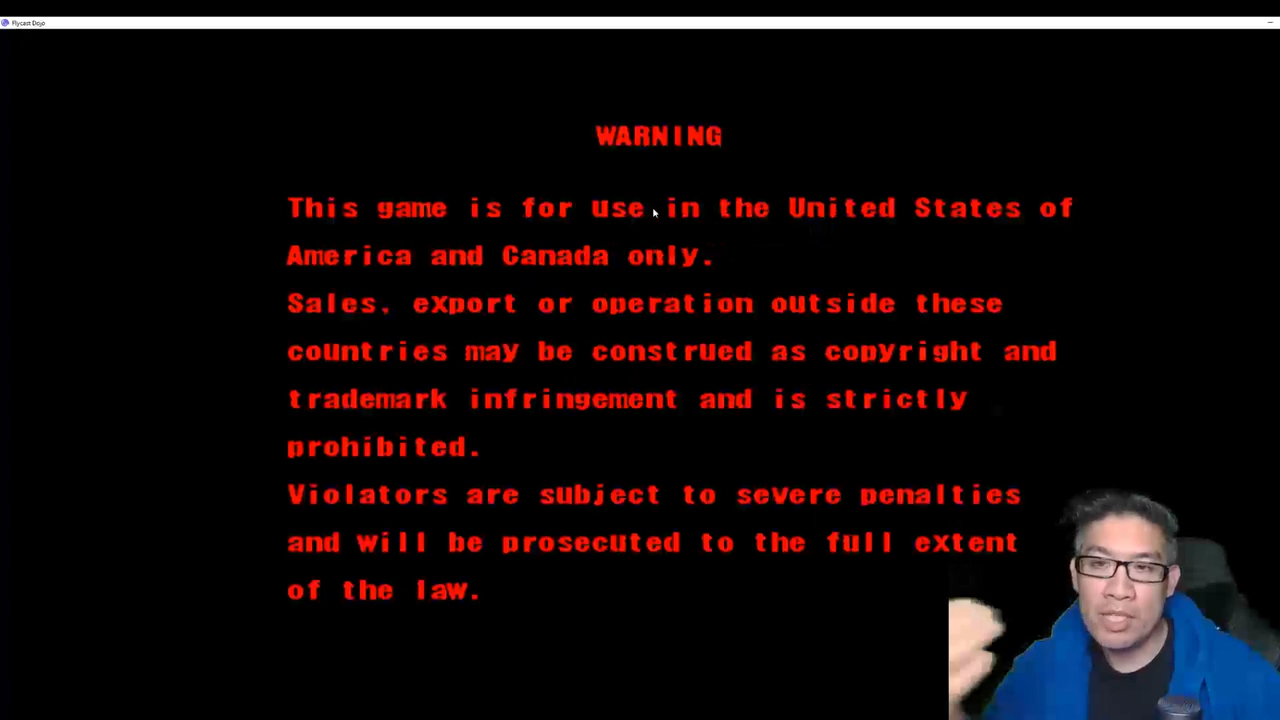 Flycast Dojo
WARNING
This game is for use in the United States of
America and Canada only.
Sales, export or operation outside these
countries may be construed as copyright and
trademark infringement and is strictly
prohibited.
Violators are subject to severe penalties
and will be prosecuted to the full extent
of the law.